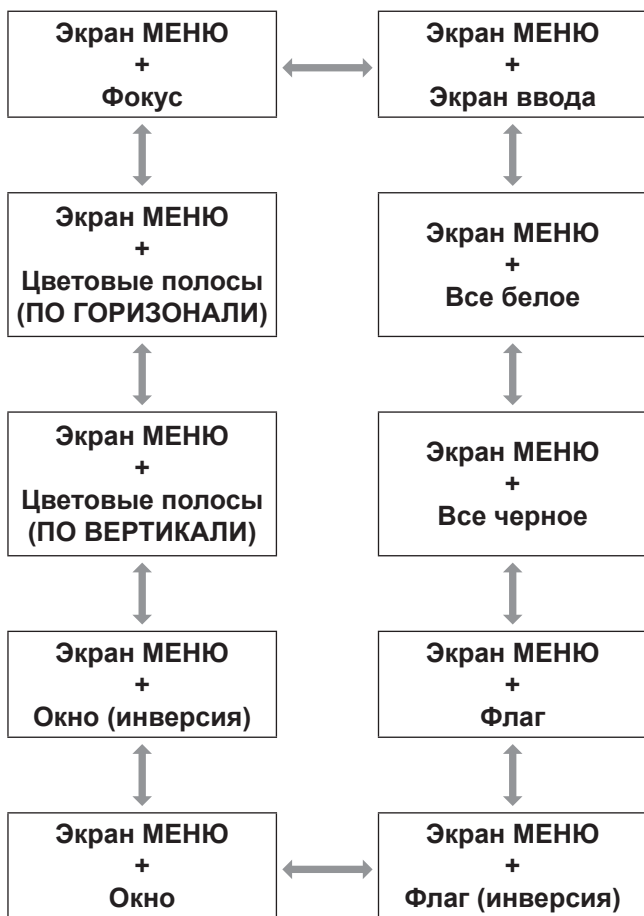 Экран МЕНЮ
+
Фокус
Экран МЕНЮ
+
Экран ввода
Экран МЕНЮ
+
Цветовые полосы
(ПО ГОРИЗОНАЛИ)
Экран МЕНЮ
+
Все белое
Экран МЕНЮ
+
Цветовые полосы
(ПО ВЕРТИКАЛИ)
Экран МЕНЮ
+
Все черное
Экран МЕНЮ
+
Окно (инверсия)
Экран МЕНЮ
+
Флаг
Экран МЕНЮ
+
Окно
Экран МЕНЮ
+
Флаг (инверсия)